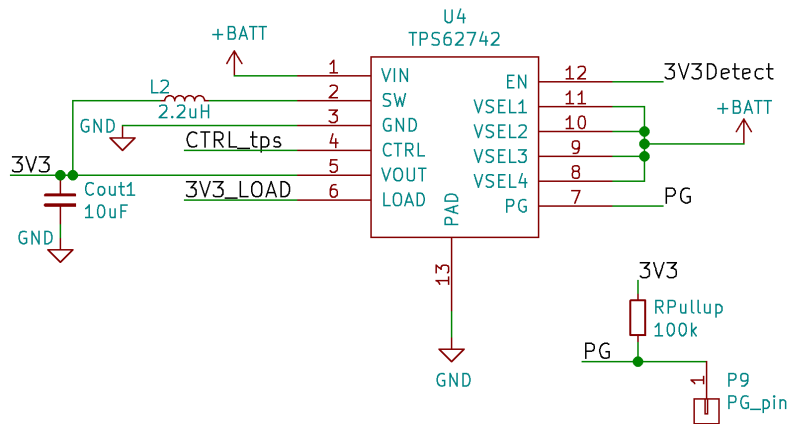 U4
TPS62742
+BATT
1
VIN
EN
12
3V3Detect
L2
2.2uH
2
SW
VSEL1
11
+BATT
GND
3
GND
VSEL2
10
CTRL_tps
4
CTRL
VSEL3
9
3V3
5
VOUT
VSEL4
8
3V3_LOAD
6
LOAD
PG
7
PG
Cout1
10uF
GND
PAD
13
GND
3V3
RPullup
100k
PG
1
P9
PG_pin